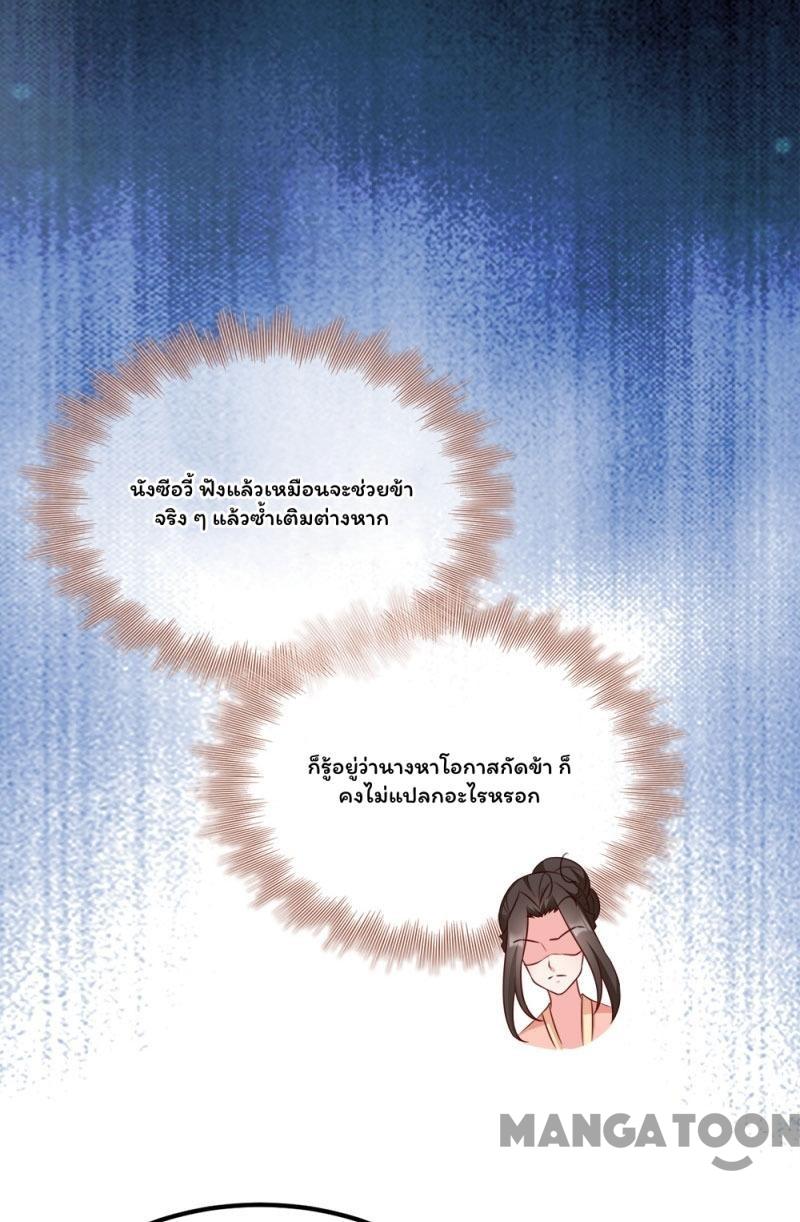 นังซีอวี้ ฟังแล้วเหมือนจะช่วยข้า
จริง ๆ แล้วซ้ำเติมต่างหาก
ก็รู้อยู่ว่านางหาโอกาสกัดข้า ก็
คงไม่แปลกอะไรหรอก
MANGATOON